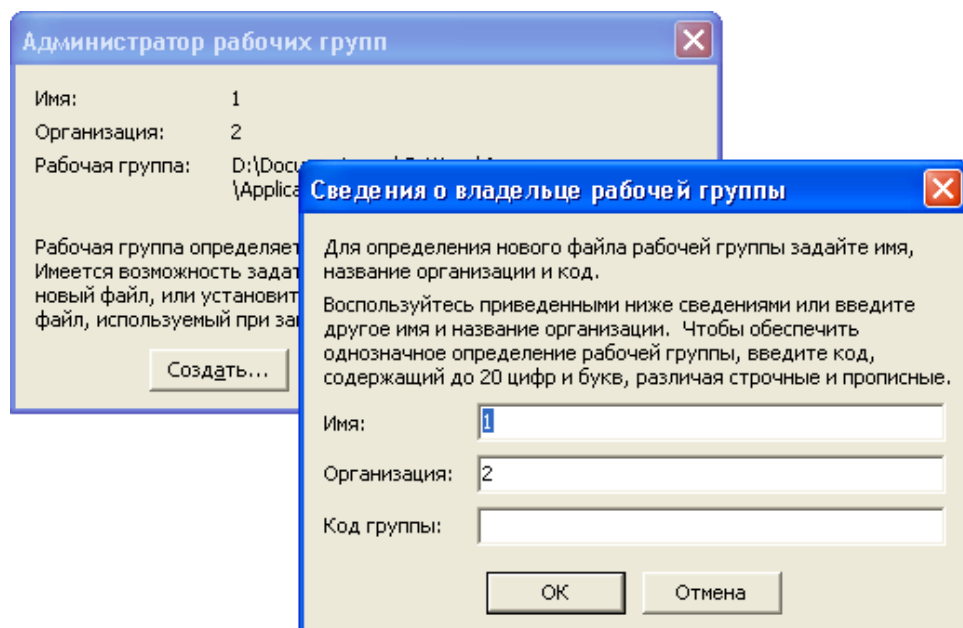 Администратор рабочих групп
Имя: 1
Организация: 2
Рабочая группа: D:\Docu
\Applica
Рабочая группа определяет
Имеется возможность задат
новый файл, или установит
файл, используемый при за
Создать...
Сведения о владельце рабочей группы
Для определения нового файла рабочей группы задайте имя,
название организации и код.
Воспользуйтесь приведенными ниже сведениями или введите
другое имя и название организации. Чтобы обеспечить
однозначное определение рабочей группы, введите код,
содержащий до 20 цифр и букв, различая строчные и прописные.
Имя: 1
Организация: 2
Код группы:
ОК Отмена